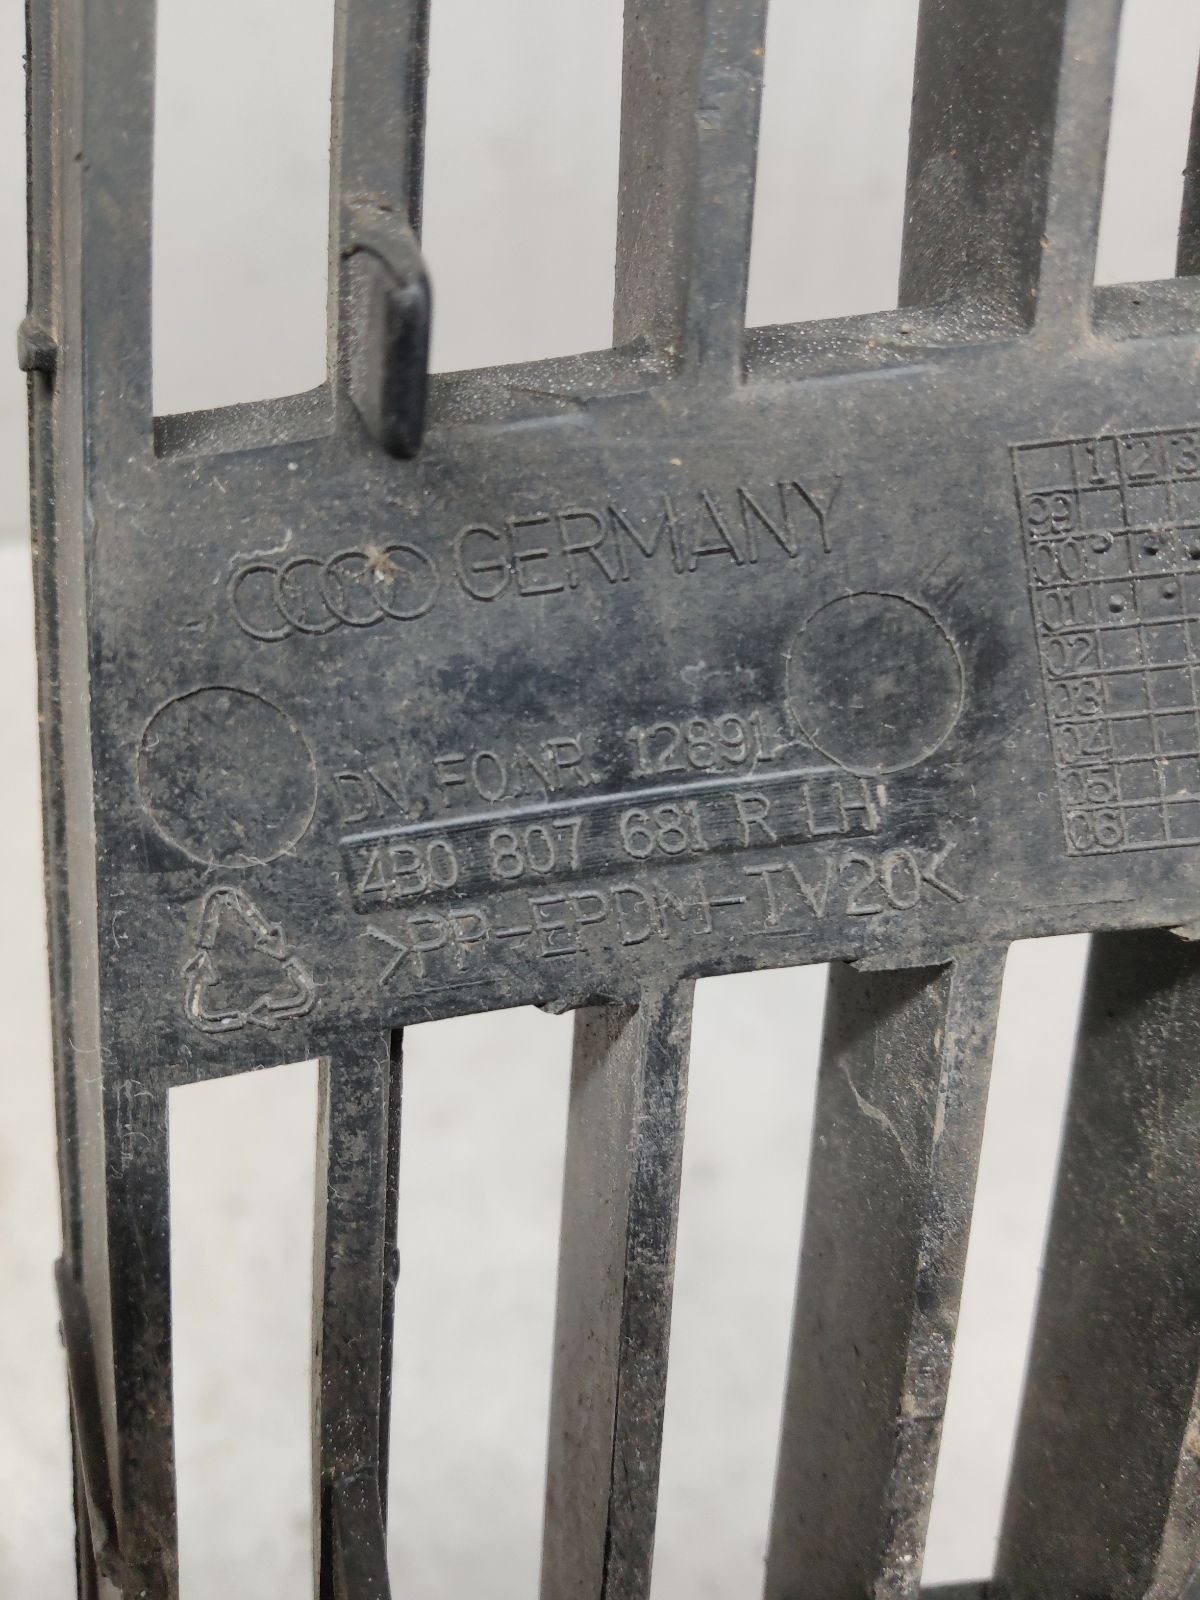 GERMANY
DV FO.NR. 12891
4B0 807 681 R LH
>PP-EPDM-TV20<
1 2 3
99
00
01
02
03
04
05
06